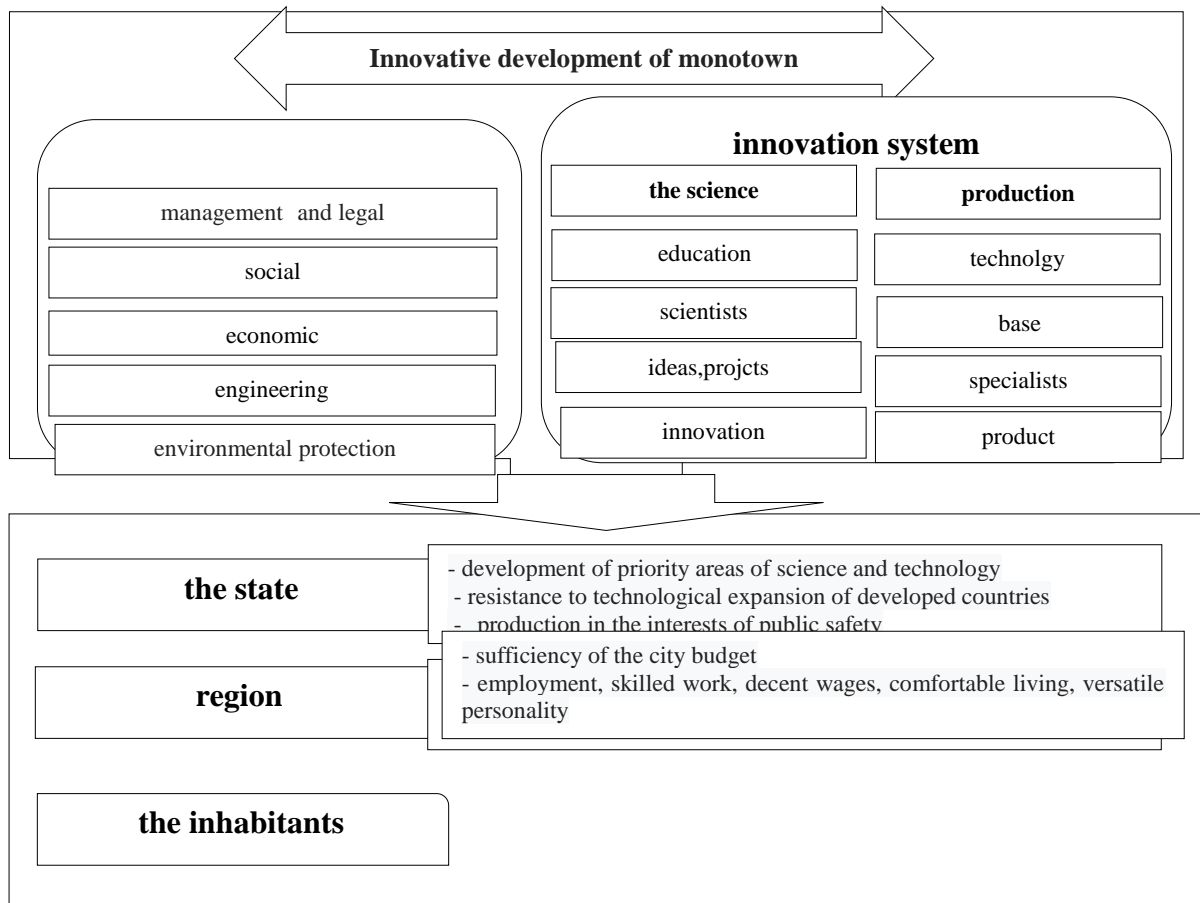 Innovative development of monotown
management and legal
social
economic
engineering
environmental protection
innovation system
the science
education
scientists
ideas,projcts
innovation
production
technolgy
base
specialists
product
the state
- development of priority areas of science and technology
- resistance to technological expansion of developed countries
- production in the interests of public safety
region
- sufficiency of the city budget
- employment, skilled work, decent wages, comfortable living, versatile
personality
the inhabitants